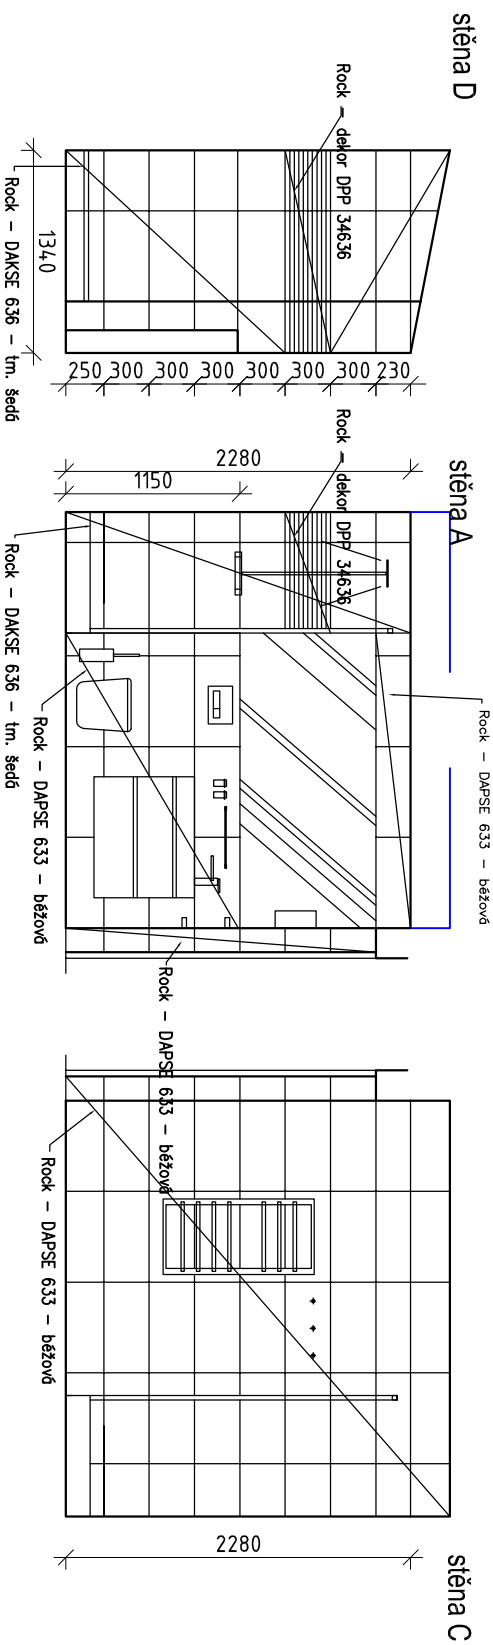 stěna D
Rock – dekor DPP 34636
Rock – DAKSE 636 – tm. šedá
1340
250
300
300
300
300
300
300
230
stěna A
2280
1150
Rock – dekor DPP 34636
Rock – DAKSE 636 – tm. šedá
Rock – DAPSE 633 – béžová
Rock – DAPSE 633 – béžová
Rock – DAPSE 633 – béžová
stěna C
Rock – DAPSE 633 – béžová
2280